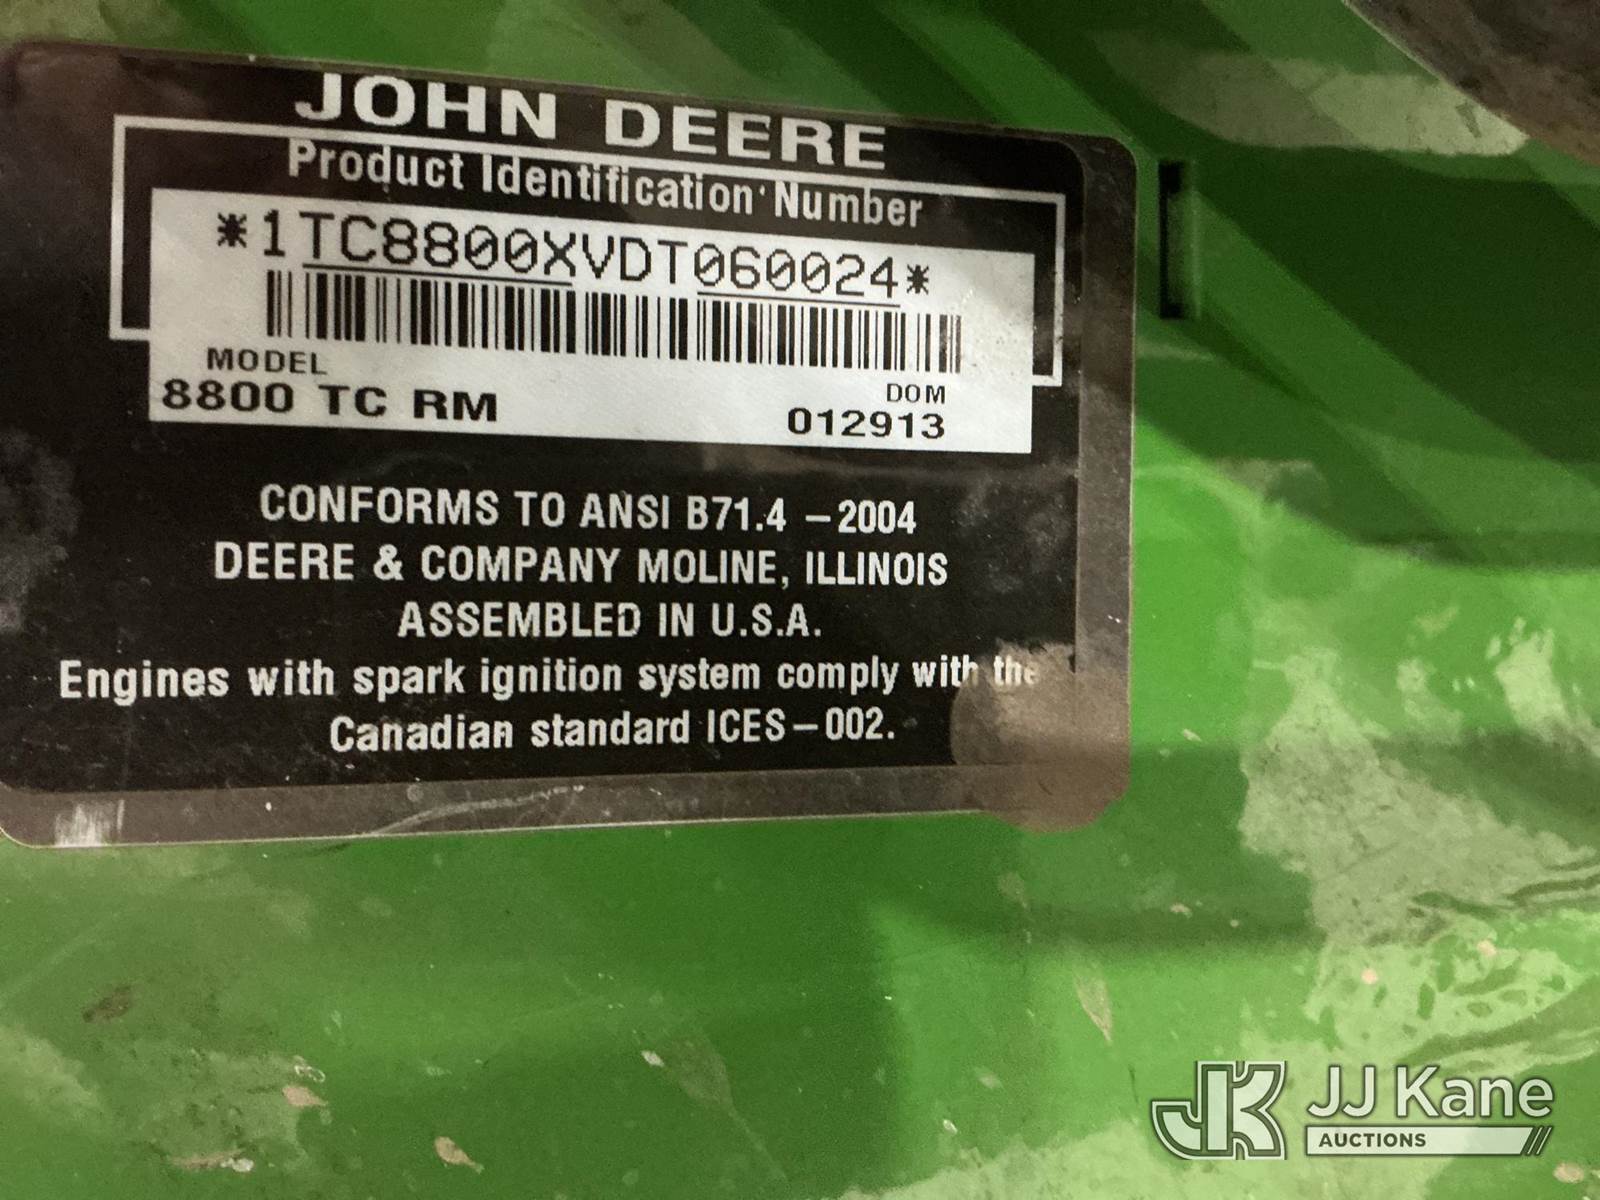 JOHN DEERE
Product Identification Number
*1TC8800XVDT060024*
MODEL
8800 TC RM
DOM
012913
CONFORMS TO ANSI B71.4 – 2004
DEERE & COMPANY MOLINE, ILLINOIS
ASSEMBLED IN U.S.A.
Engines with spark ignition system comply with the
Canadian standard ICES – 002.
JK JJ Kane
AUCTIONS